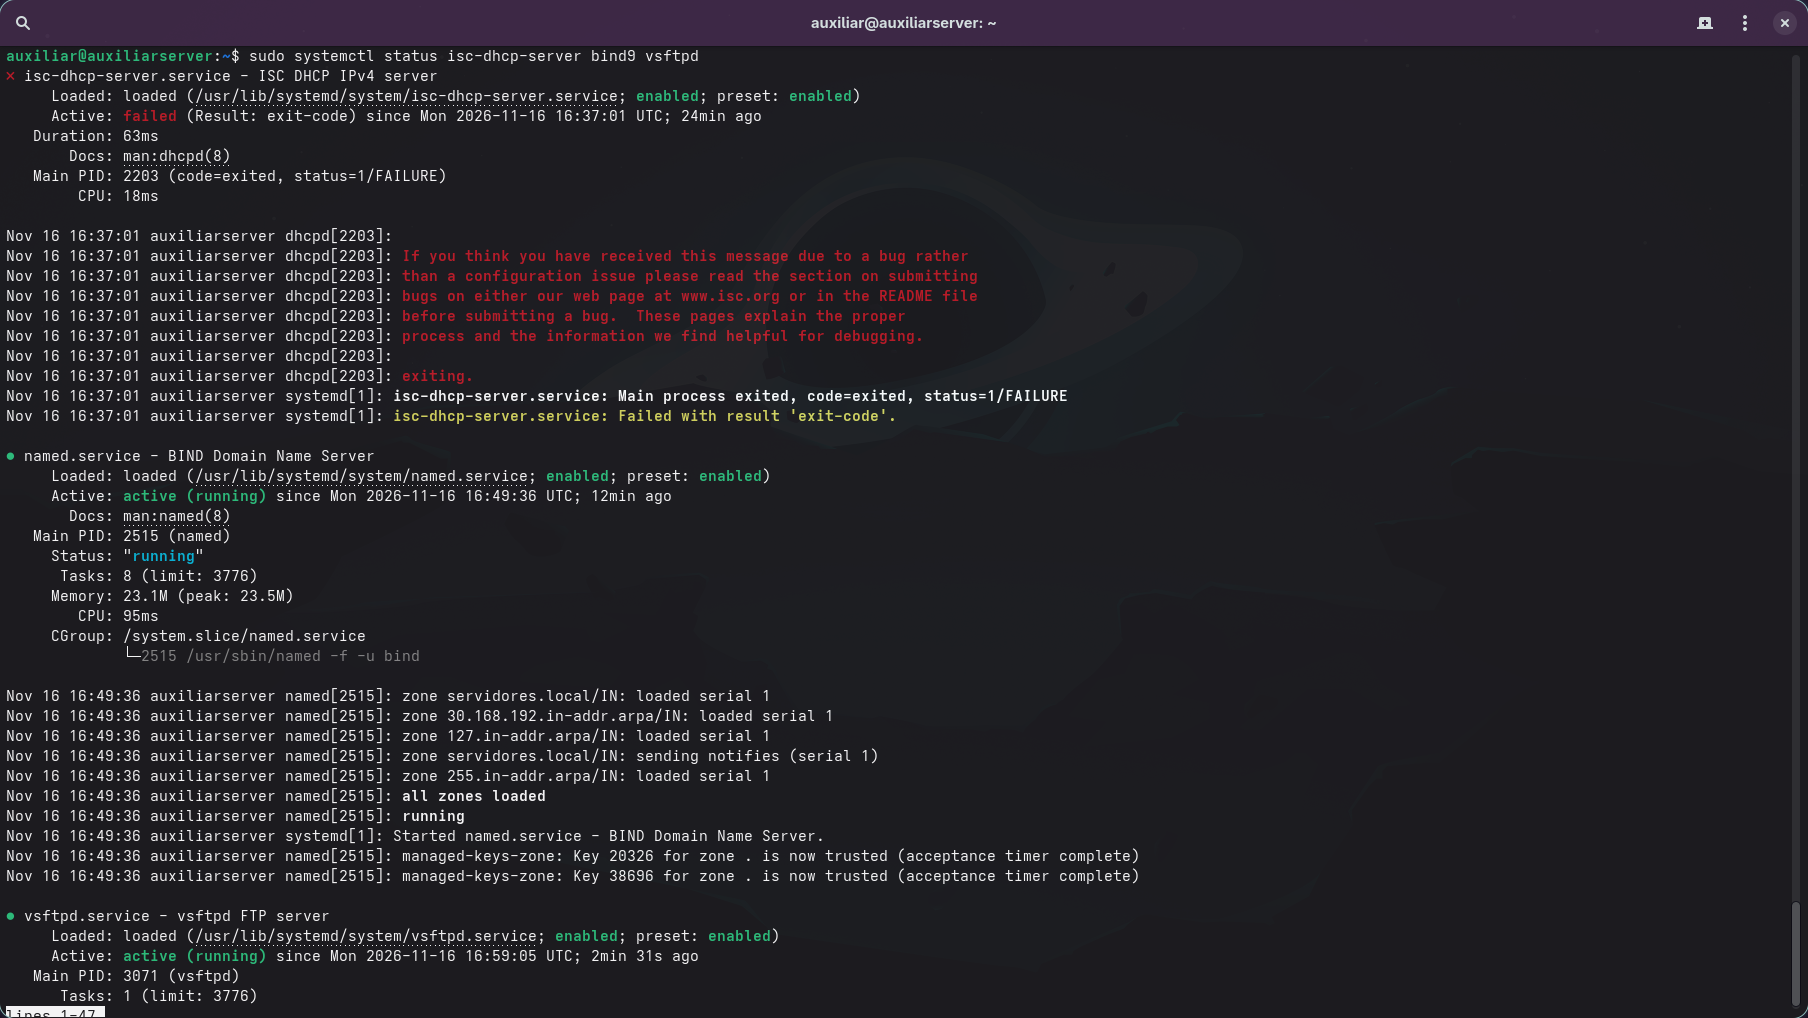 auxiliar@auxiliarserver: ~
auxiliar@auxiliarserver:~$ sudo systemctl status isc-dhcp-server bind9 vsftpd
× isc-dhcp-server.service - ISC DHCP IPv4 server
     Loaded: loaded (/usr/lib/systemd/system/isc-dhcp-server.service; enabled; preset: enabled)
     Active: failed (Result: exit-code) since Mon 2026-11-16 16:37:01 UTC; 24min ago
   Duration: 63ms
       Docs: man:dhcpd(8)
   Main PID: 2203 (code=exited, status=1/FAILURE)
        CPU: 18ms

Nov 16 16:37:01 auxiliarserver dhcpd[2203]:
Nov 16 16:37:01 auxiliarserver dhcpd[2203]: If you think you have received this message due to a bug rather
Nov 16 16:37:01 auxiliarserver dhcpd[2203]: than a configuration issue please read the section on submitting
Nov 16 16:37:01 auxiliarserver dhcpd[2203]: bugs on either our web page at www.isc.org or in the README file
Nov 16 16:37:01 auxiliarserver dhcpd[2203]: before submitting a bug.  These pages explain the proper
Nov 16 16:37:01 auxiliarserver dhcpd[2203]: process and the information we find helpful for debugging.
Nov 16 16:37:01 auxiliarserver dhcpd[2203]:
Nov 16 16:37:01 auxiliarserver dhcpd[2203]: exiting.
Nov 16 16:37:01 auxiliarserver systemd[1]: isc-dhcp-server.service: Main process exited, code=exited, status=1/FAILURE
Nov 16 16:37:01 auxiliarserver systemd[1]: isc-dhcp-server.service: Failed with result 'exit-code'.

● named.service - BIND Domain Name Server
     Loaded: loaded (/usr/lib/systemd/system/named.service; enabled; preset: enabled)
     Active: active (running) since Mon 2026-11-16 16:49:36 UTC; 12min ago
       Docs: man:named(8)
   Main PID: 2515 (named)
     Status: "running"
      Tasks: 8 (limit: 3776)
     Memory: 23.1M (peak: 23.5M)
        CPU: 95ms
     CGroup: /system.slice/named.service
             └─2515 /usr/sbin/named -f -u bind

Nov 16 16:49:36 auxiliarserver named[2515]: zone servidores.local/IN: loaded serial 1
Nov 16 16:49:36 auxiliarserver named[2515]: zone 30.168.192.in-addr.arpa/IN: loaded serial 1
Nov 16 16:49:36 auxiliarserver named[2515]: zone 127.in-addr.arpa/IN: loaded serial 1
Nov 16 16:49:36 auxiliarserver named[2515]: zone servidores.local/IN: sending notifies (serial 1)
Nov 16 16:49:36 auxiliarserver named[2515]: zone 255.in-addr.arpa/IN: loaded serial 1
Nov 16 16:49:36 auxiliarserver named[2515]: all zones loaded
Nov 16 16:49:36 auxiliarserver named[2515]: running
Nov 16 16:49:36 auxiliarserver systemd[1]: Started named.service - BIND Domain Name Server.
Nov 16 16:49:36 auxiliarserver named[2515]: managed-keys-zone: Key 20326 for zone . is now trusted (acceptance timer complete)
Nov 16 16:49:36 auxiliarserver named[2515]: managed-keys-zone: Key 38696 for zone . is now trusted (acceptance timer complete)

● vsftpd.service - vsftpd FTP server
     Loaded: loaded (/usr/lib/systemd/system/vsftpd.service; enabled; preset: enabled)
     Active: active (running) since Mon 2026-11-16 16:59:05 UTC; 2min 31s ago
   Main PID: 3071 (vsftpd)
      Tasks: 1 (limit: 3776)
lines 1-47